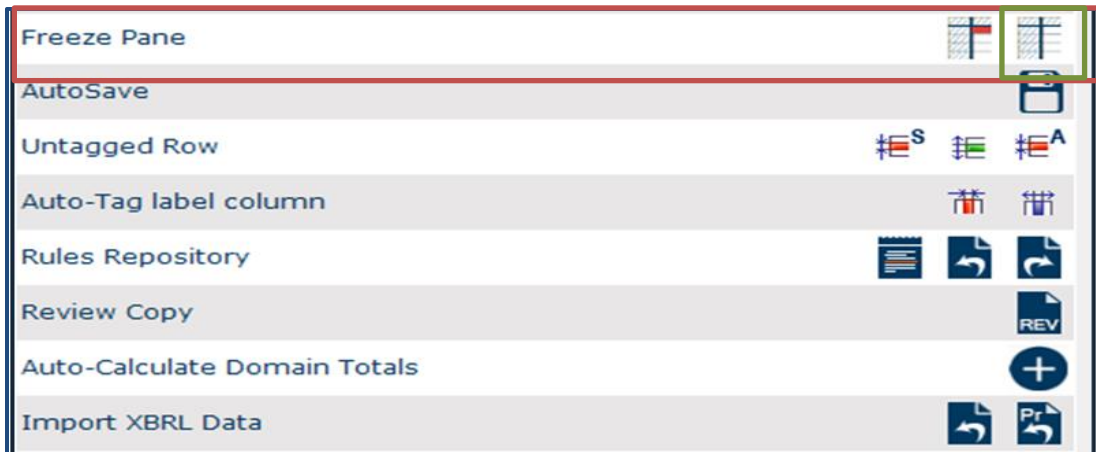 Freeze Pane
AutoSave
Untagged Row S A
Auto-Tag label column
Rules Repository
Review Copy REV
Auto-Calculate Domain Totals
Import XBRL Data Pr